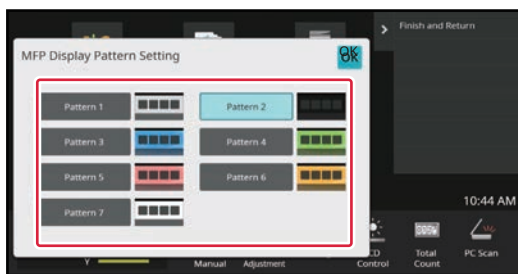 Finish and Return
MFP Display Pattern Setting
OK
Pattern 1
Pattern 2
Pattern 3
Pattern 4
Pattern 5
Pattern 6
Pattern 7
10:44 AM
Y
Manual
Adjustment
CD
Control
Total
Count
PC Scan